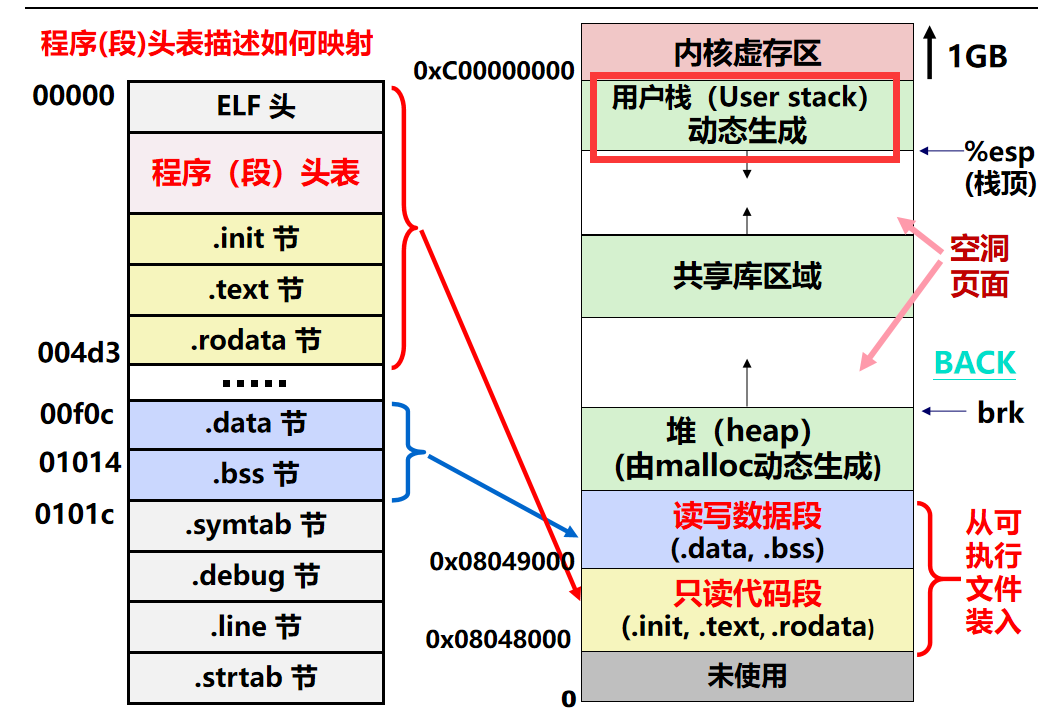 程序(段)头表描述如何映射
00000
ELF 头
程序（段）头表
.init 节
.text 节
.rodata 节
004d3
.....
00f0c
.data 节
01014
.bss 节
0101c
.symtab 节
.debug 节
.line 节
.strtab 节
内核虚存区
1GB
0xC00000000
用户栈（User stack）
动态生成
%esp
(栈顶)
空洞
页面
共享库区域
BACK
brk
堆（heap）
(由malloc动态生成)
读写数据段
(.data, .bss)
0x08049000
只读代码段
(.init, .text, .rodata)
0x08048000
从可
执行
文件
装入
未使用
0